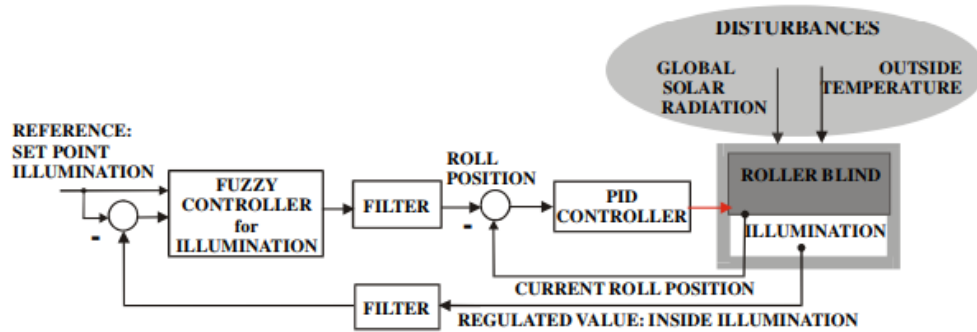 DISTURBANCES
GLOBAL
SOLAR
RADIATION
OUTSIDE
TEMPERATURE
REFERENCE:
SET POINT
ILLUMINATION
FUZZY
CONTROLLER
for
ILLUMINATION
FILTER
ROLL
POSITION
-
-
PID
CONTROLLER
ROLLER BLIND
ILLUMINATION
CURRENT ROLL POSITION
FILTER
REGULATED VALUE: INSIDE ILLUMINATION